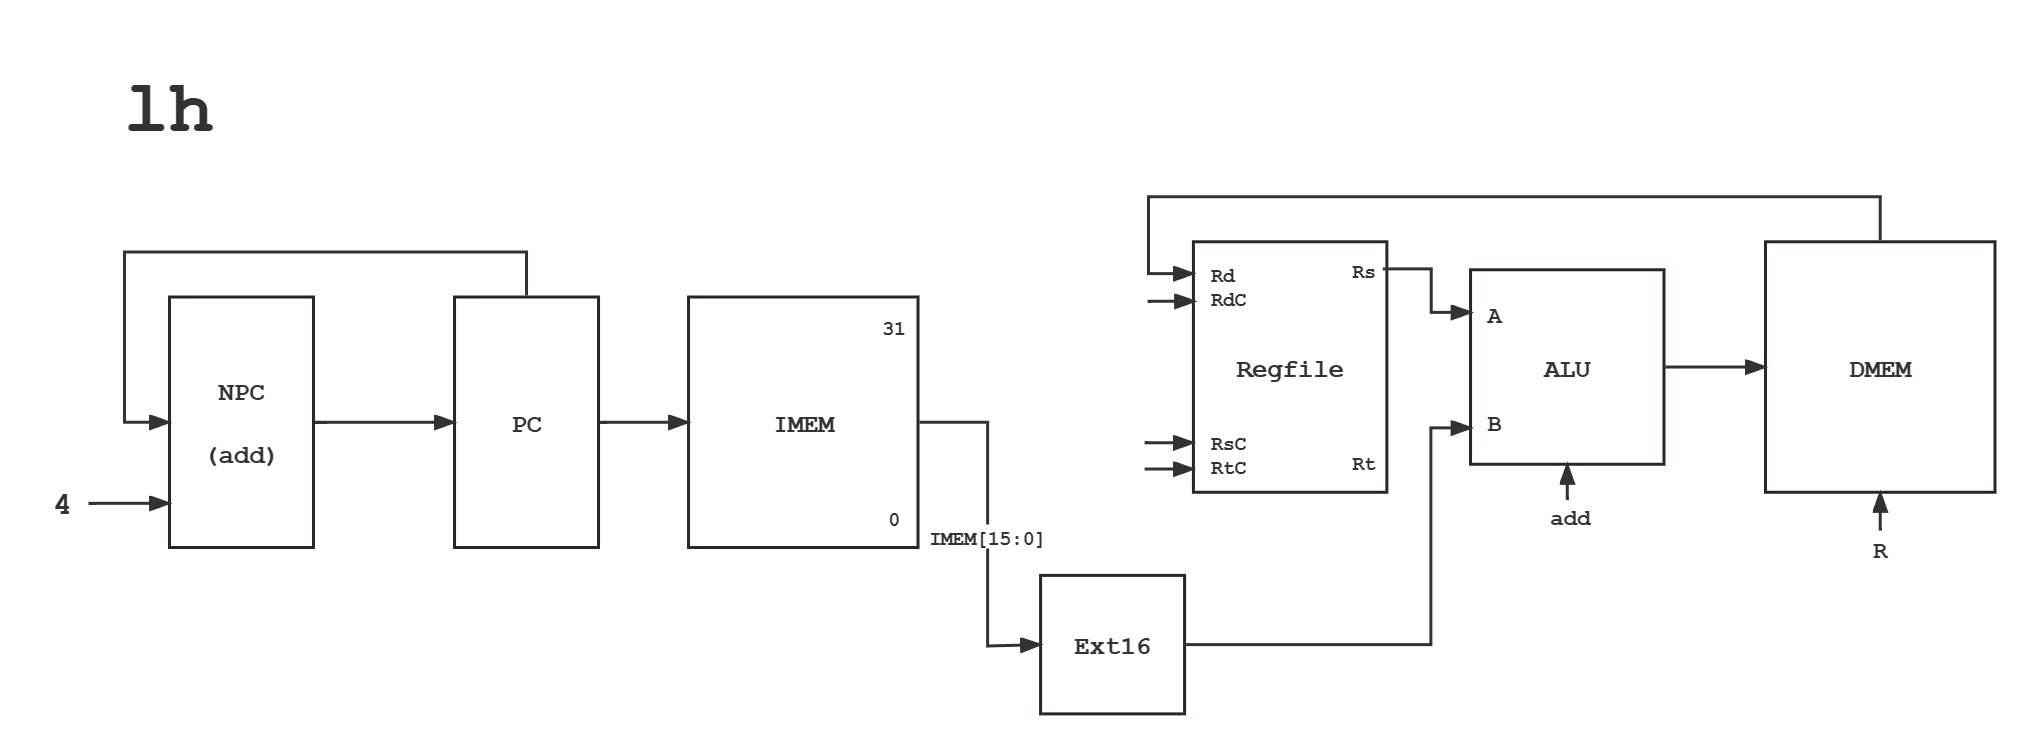 lh
NPC
(add)
4
PC
IMEM
31
0
IMEM[15:0]
Ext16
Rd
RdC
Rs
Regfile
RsC
RtC
Rt
A
ALU
B
add
DMEM
R